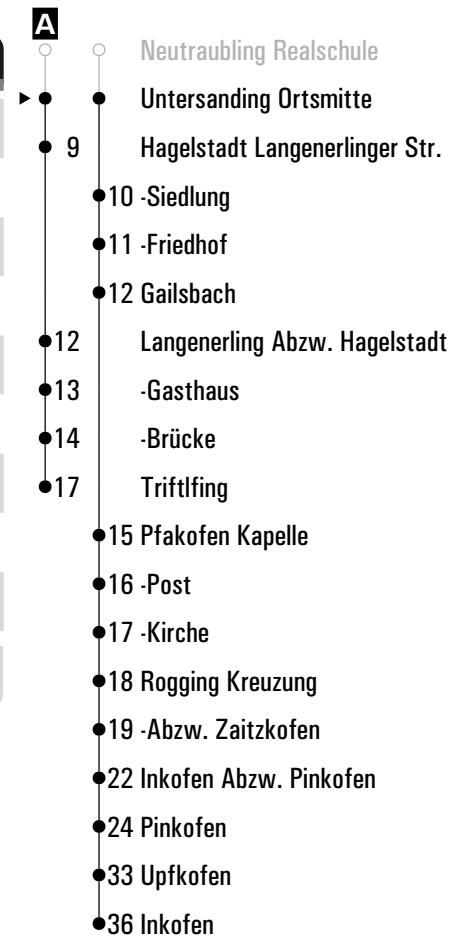 A
Neutraubling Realschule
Untersanding Ortsmitte
9 Hagelstadt Langenerlinger Str.
10 -Siedlung
11 -Friedhof
12 Gailsbach
12 Langenerling Abzw. Hagelstadt
13 -Gasthaus
14 -Brücke
17 Triftlfing
15 Pfakofen Kapelle
16 -Post
17 -Kirche
18 Rogging Kreuzung
19 -Abzw. Zaitzkofen
22 Inkofen Abzw. Pinkofen
24 Pinkofen
33 Upfkofen
36 Inkofen